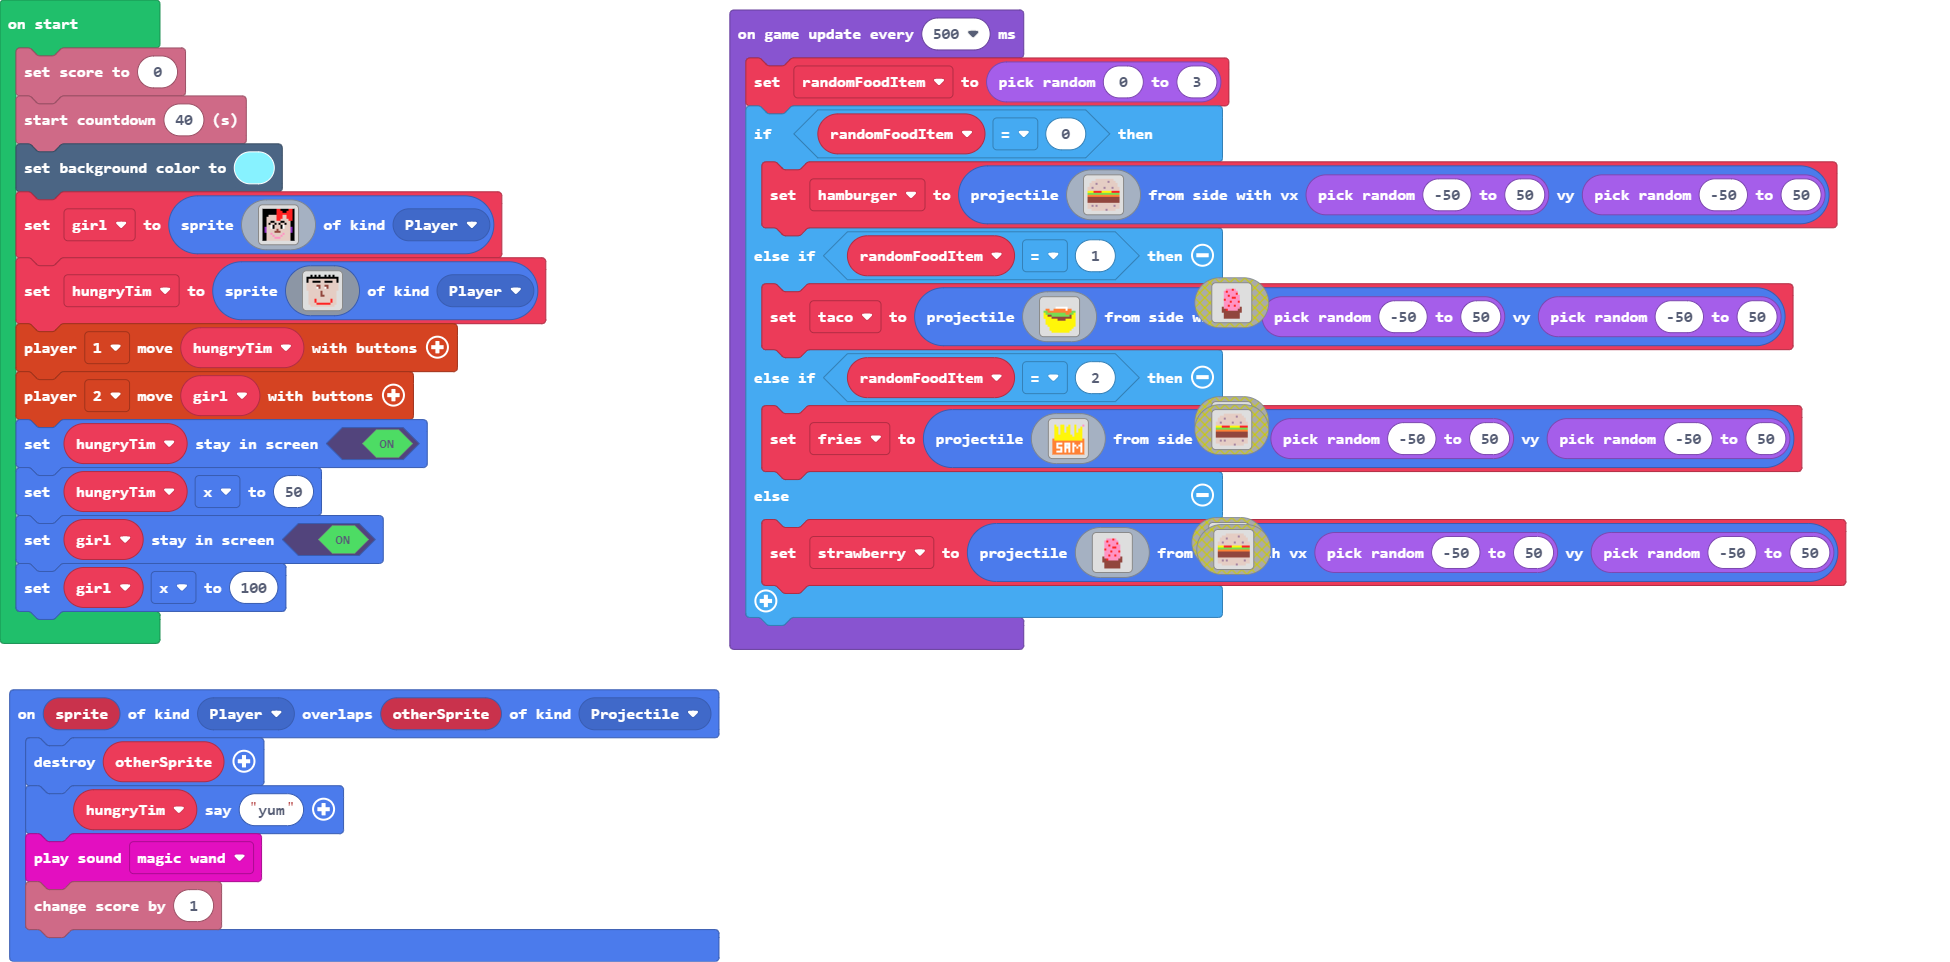 on start
set score to 0
start countdown 40 (s)
set background color to
set girl to sprite of kind Player
set hungryTim to sprite of kind Player
player 1 move hungryTim with buttons
player 2 move girl with buttons
set hungryTim stay in screen ON
set hungryTim x to 50
set girl stay in screen ON
set girl x to 100
on game update every 500 ms
set randomFoodItem to pick random 0 to 3
if randomFoodItem = 0 then
set hamburger to projectile from side with vx pick random -50 to 50 vy pick random -50 to 50
else if randomFoodItem = 1 then
set taco to projectile from side pick random -50 to 50 vy pick random -50 to 50
else if randomFoodItem = 2 then
set fries to projectile SAM from side pick random -50 to 50 vy pick random -50 to 50
else
set strawberry to projectile from vx pick random -50 to 50 vy pick random -50 to 50
on sprite of kind Player overlaps otherSprite of kind Projectile
destroy otherSprite
hungryTim say "yum"
play sound magic wand
change score by 1